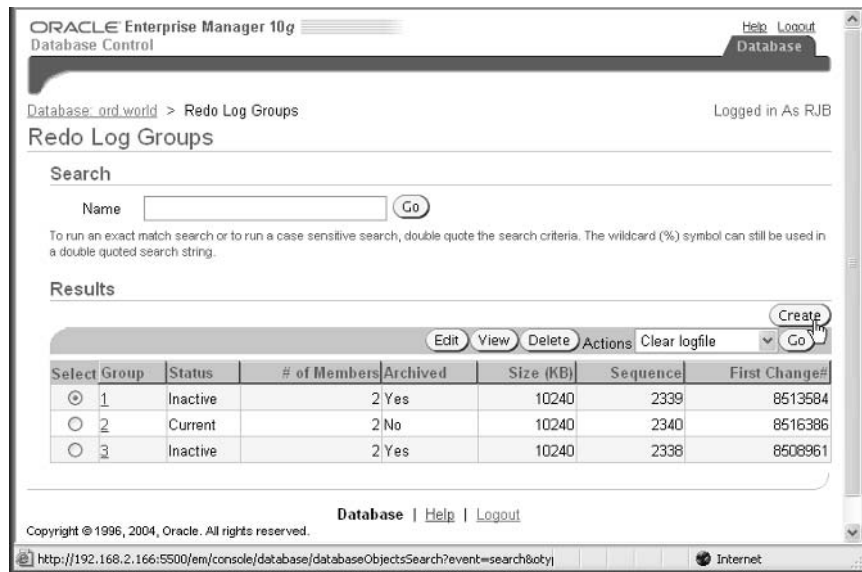 ORACLE Enterprise Manager 10g
Database Control
Help Logout
Database
Database: ord.world > Redo Log Groups
Logged in As RJB
Redo Log Groups
Search
Name Go
To run an exact match search or to run a case sensitive search, double quote the search criteria. The wildcard (%) symbol can still be used in
a double quoted search string.
Results
Create
Edit View Delete Actions Clear logfile Go
Select Group Status # of Members Archived Size (KB) Sequence First Change#
1 Inactive 2 Yes 10240 2339 8513584
2 Current 2 No 10240 2340 8516386
3 Inactive 2 Yes 10240 2338 8508961
Database | Help | Logout
Copyright © 1996, 2004, Oracle. All rights reserved.
http://192.168.2.166:5500/em/console/database/databaseObjectsSearch?event=search&oty
Internet